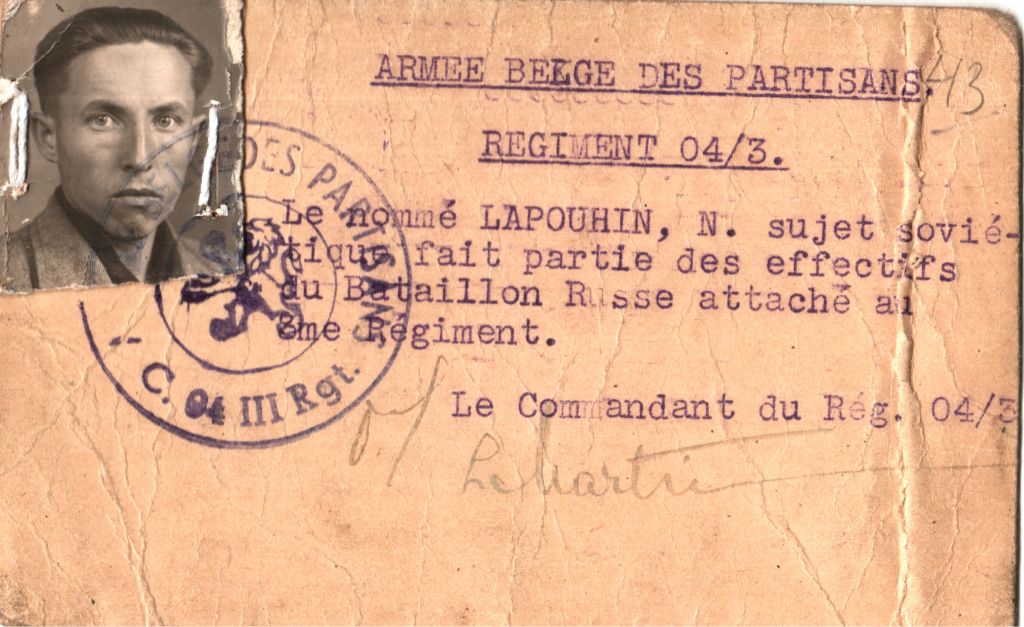 ARMEE BELGE DES PARTISANS.
413
REGIMENT 04/3.
DES PARTISANS
C. 04 III Rgt.
Le nommé LAPOUHIN, N. sujet sovié-
tique fait partie des effectifs
du Bataillon Russe attaché au
3me Régiment.
Le Commandant du Rég. 04/3